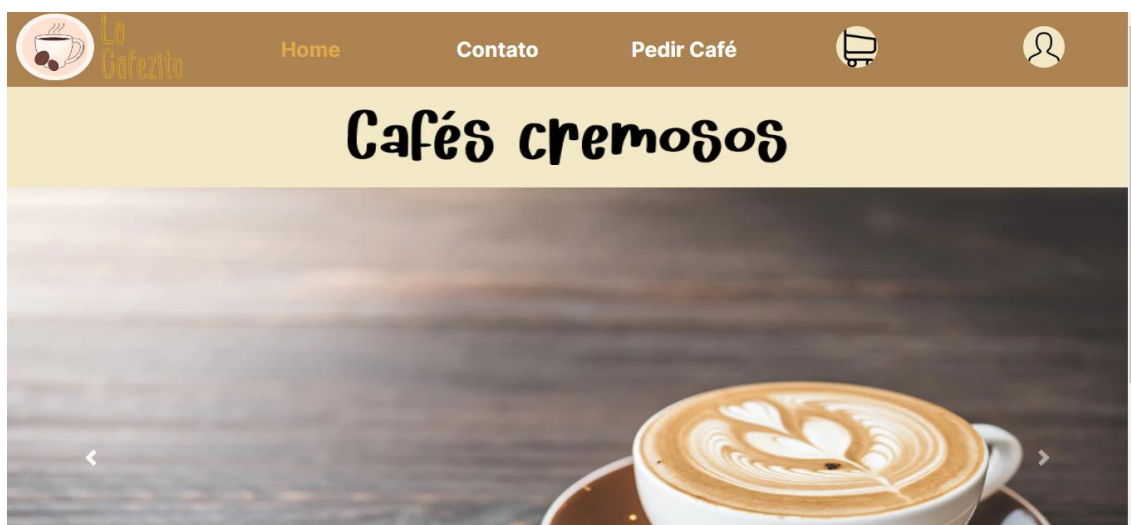 La
Cafezito
Home
Contato
Pedir Café
Cafés cremosos